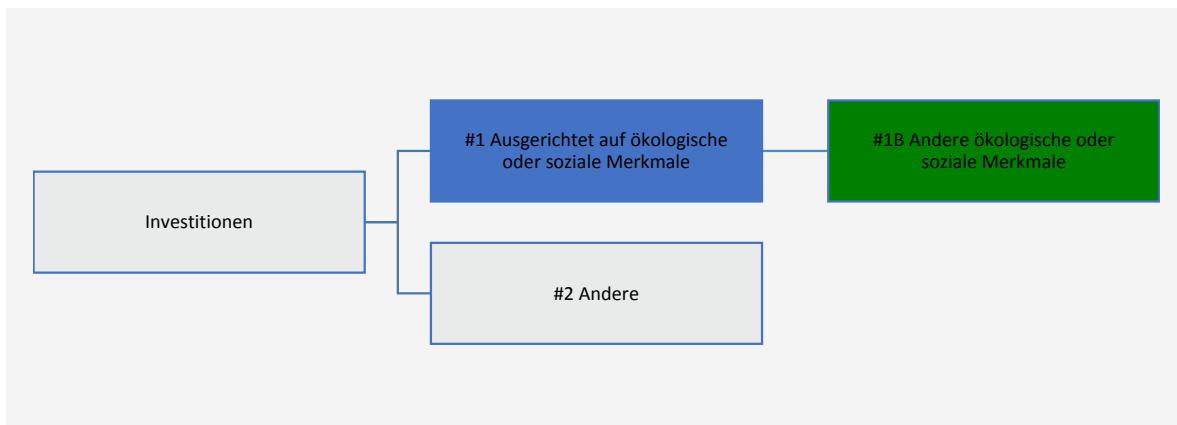 #1 Ausgerichtet auf ökologische
oder soziale Merkmale
#1B Andere ökologische oder
soziale Merkmale
Investitionen
#2 Andere